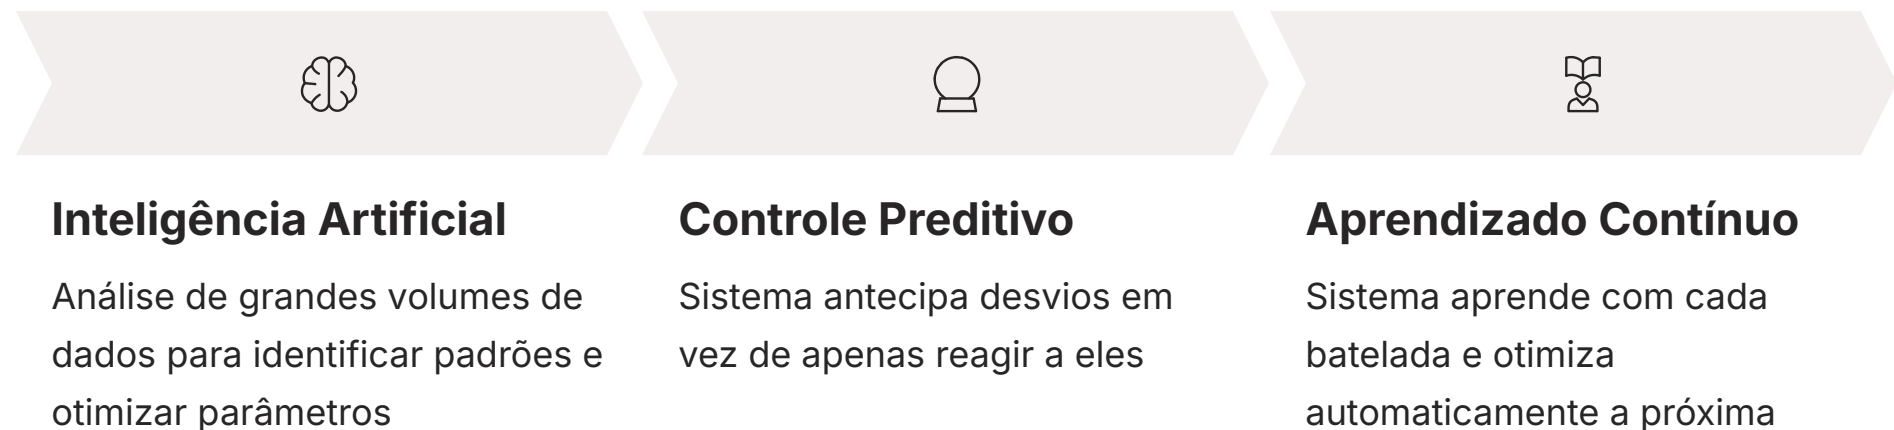 Inteligência Artificial
Análise de grandes volumes de
dados para identificar padrões e
otimizar parâmetros
Controle Preditivo
Sistema antecipa desvios em
vez de apenas reagir a eles
Aprendizado Contínuo
Sistema aprende com cada
batelada e otimiza
automaticamente a próxima